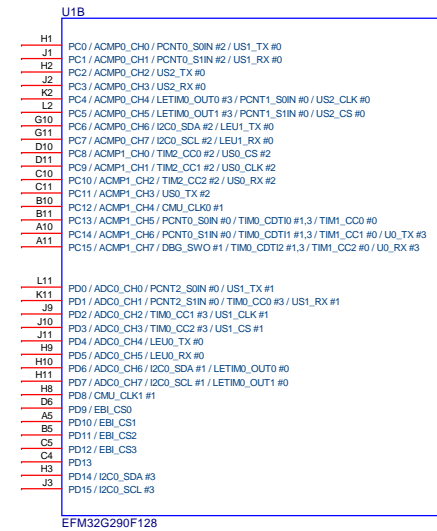 U1B
H1 PC0 / ACMP0_CH0 / PCNT0_S0IN #2 / US1_TX #0
J1 PC1 / ACMP0_CH1 / PCNT0_S1IN #2 / US1_RX #0
H2 PC2 / ACMP0_CH2 / US2_TX #0
J2 PC3 / ACMP0_CH3 / US2_RX #0
K2 PC4 / ACMP0_CH4 / LETIM0_OUT0 #3 / PCNT1_S0IN #0 / US2_CLK #0
L2 PC5 / ACMP0_CH5 / LETIM0_OUT1 #3 / PCNT1_S1IN #0 / US2_CS #0
G10 PC6 / ACMP0_CH6 / I2C0_SDA #2 / LEU1_TX #0
G11 PC7 / ACMP0_CH7 / I2C0_SCL #2 / LEU1_RX #0
D10 PC8 / ACMP1_CH0 / TIM2_CC0 #2 / US0_CS #2
D11 PC9 / ACMP1_CH1 / TIM2_CC1 #2 / US0_CLK #2
C10 PC10 / ACMP1_CH2 / TIM2_CC2 #2 / US0_RX #2
C11 PC11 / ACMP1_CH3 / US0_TX #2
B10 PC12 / ACMP1_CH4 / CMU_CLK0 #1
B11 PC13 / ACMP1_CH5 / PCNT0_S0IN #0 / TIM0_CDTI0 #1,3 / TIM1_CC0 #0
A10 PC14 / ACMP1_CH6 / PCNT0_S1IN #0 / TIM0_CDTI1 #1,3 / TIM1_CC1 #0 / U0_TX #3
A11 PC15 / ACMP1_CH7 / DBG_SWO #1 / TIM0_CDTI2 #1,3 / TIM1_CC2 #0 / U0_RX #3
L11 PD0 / ADC0_CH0 / PCNT2_S0IN #0 / US1_TX #1
K11 PD1 / ADC0_CH1 / PCNT2_S1IN #0 / TIM0_CC0 #3 / US1_RX #1
J9 PD2 / ADC0_CH2 / TIM0_CC1 #3 / US1_CLK #1
J10 PD3 / ADC0_CH3 / TIM0_CC2 #3 / US1_CS #1
J11 PD4 / ADC0_CH4 / LEU0_TX #0
H9 PD5 / ADC0_CH5 / LEU0_RX #0
H10 PD6 / ADC0_CH6 / I2C0_SDA #1 / LETIM0_OUT0 #0
H11 PD7 / ADC0_CH7 / I2C0_SCL #1 / LETIM0_OUT1 #0
H8 PD8 / CMU_CLK1 #1
D6 PD9 / EBI_CS0
A5 PD10 / EBI_CS1
B5 PD11 / EBI_CS2
C5 PD12 / EBI_CS3
C4 PD13
H3 PD14 / I2C0_SDA #3
J3 PD15 / I2C0_SCL #3
EFM32G290F128